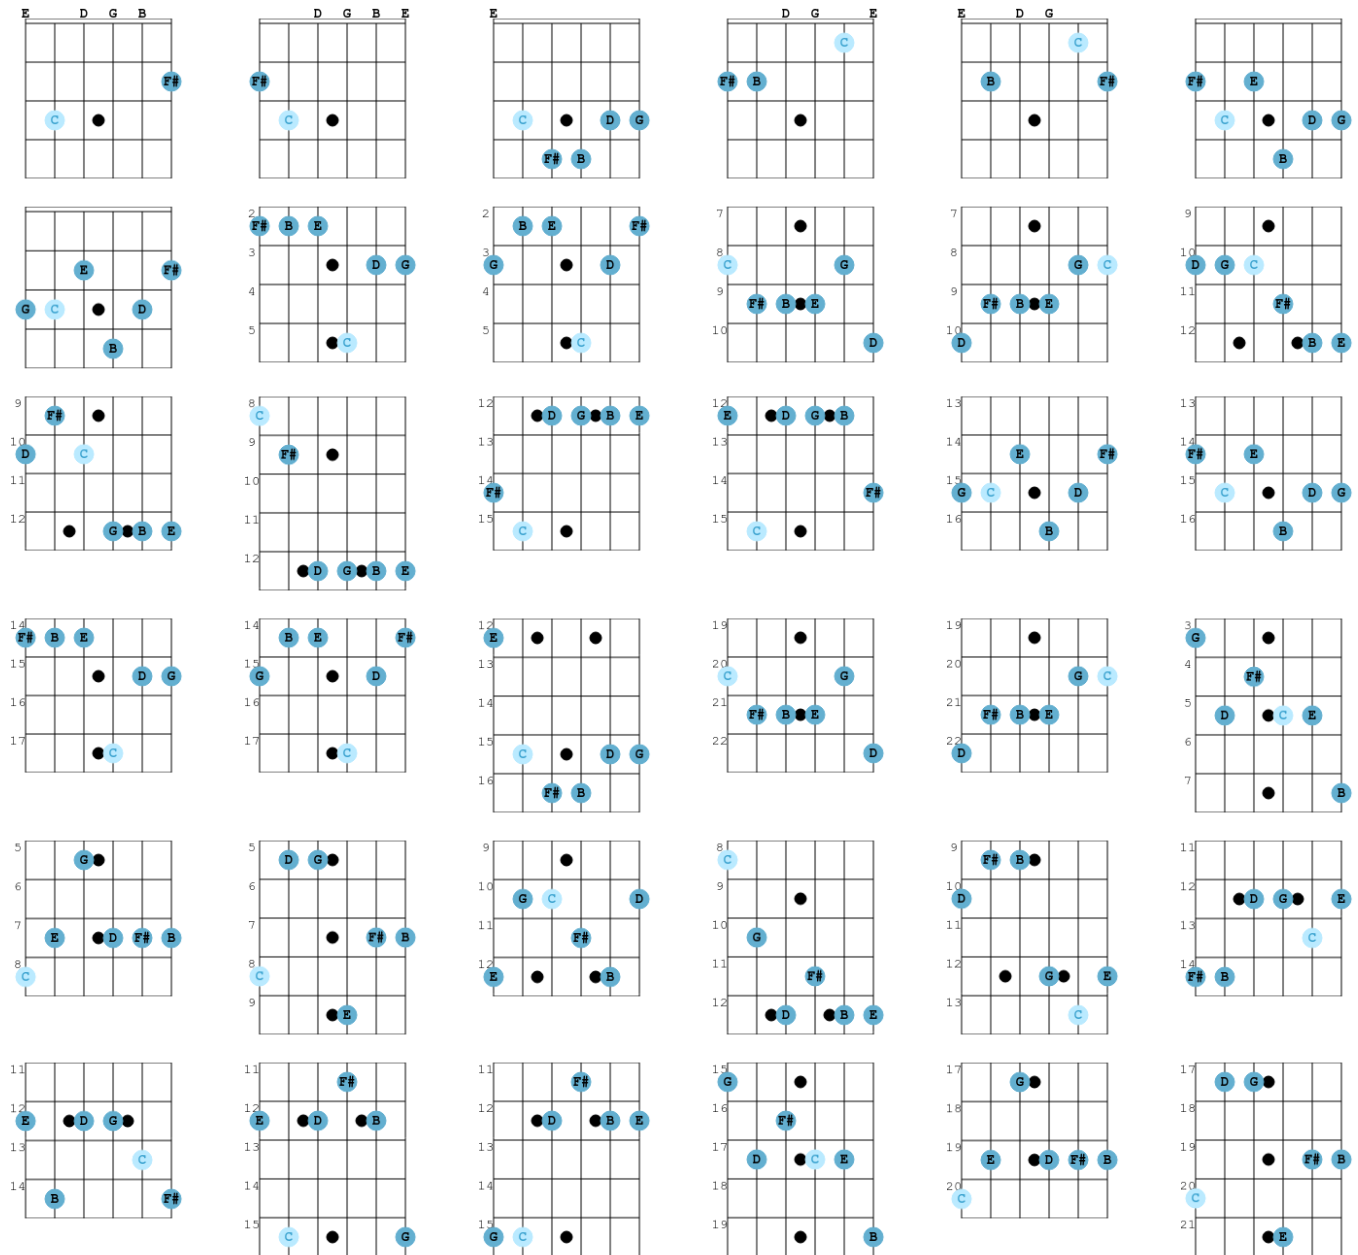 E D G B D G B E E D G E E D G
C C
F# F# F# B B F# F# E
C C C D G C D G
F# B B
2 2 7 7 9
F# B E B E F#
E F# 3 D G G 3 D 8 C G 8 G C 10 D G C
G C D 4 4 9 F# B E 9 F# B E 11 F#
B 5 C 5 C 10 D 10 D 12 B E
9 F# 8 C 12 D G B E 12 E D G B 13 13
10 D C 9 F# 13 13 14 E F# 14 F# E
11 10 14 F# 14 F# 15 G C D 15 C D G
12 G B E 11 15 C 15 C 16 B 16 B
12 D G B E
14 F# B E 14 B E F# 12 E 19 19 3 G
15 D G 15 G D 13 20 C G 20 G C 4 F#
16 16 14 21 F# B E 21 F# B E 5 D C E
17 C 17 C 15 C D G 22 D 22 D 6
16 F# B 7 B
5 G 5 D G 9 8 C 9 F# B 11
6 6 10 G C D 9 10 D 12 D G E
7 E D F# B 7 F# B 11 F# 10 G 11 13 C
8 C 8 C 12 E B 11 F# 12 G E 14 F# B
9 E 12 D B E 13 C
11 11 F# 11 F# 15 G 17 G 17 D G
12 E D G 12 E D B 12 D B E 16 F# 18 18
13 C 13 13 17 D C E 19 E D F# B 19 F# B
14 B F# 14 14 18 20 C 20 C
15 C G 15 G C 19 B 21 E